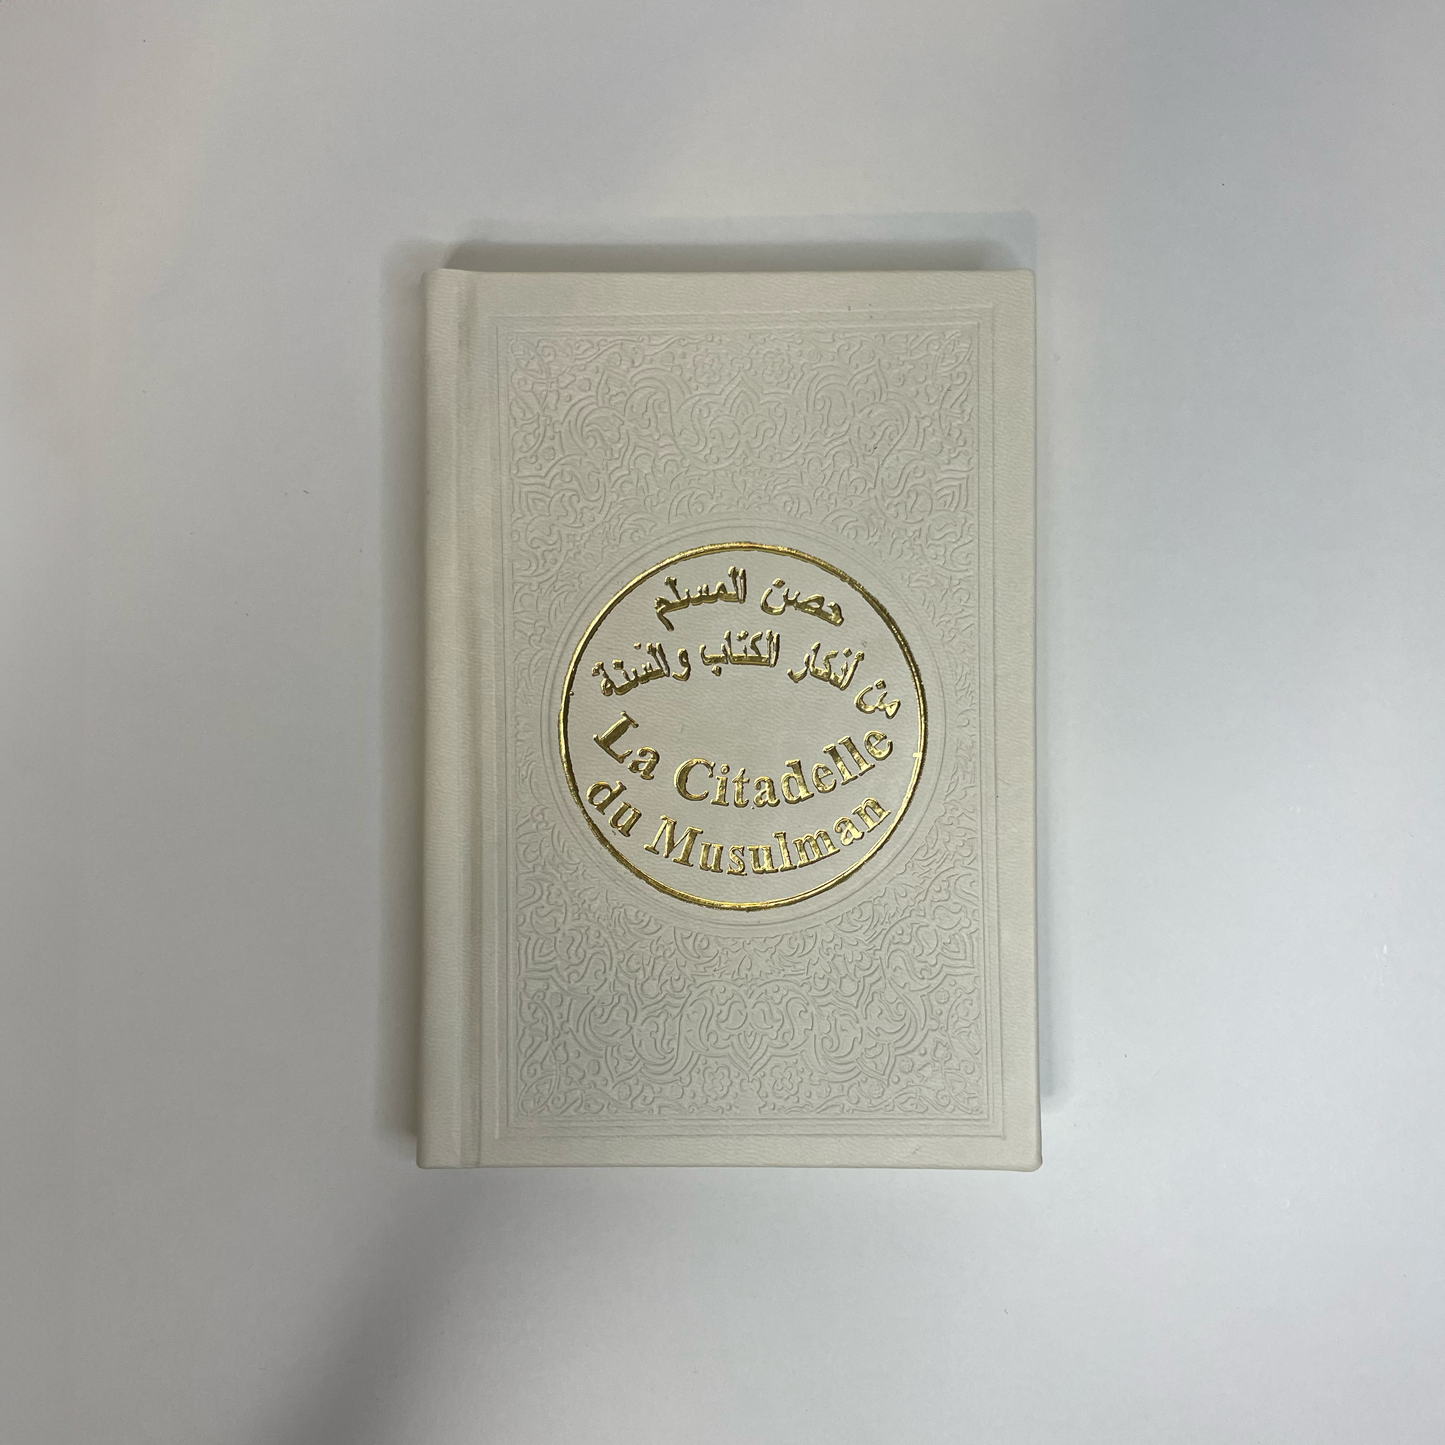 حصن المسلم
من أذكار الكتاب والسنة
La Citadelle
du Musulman